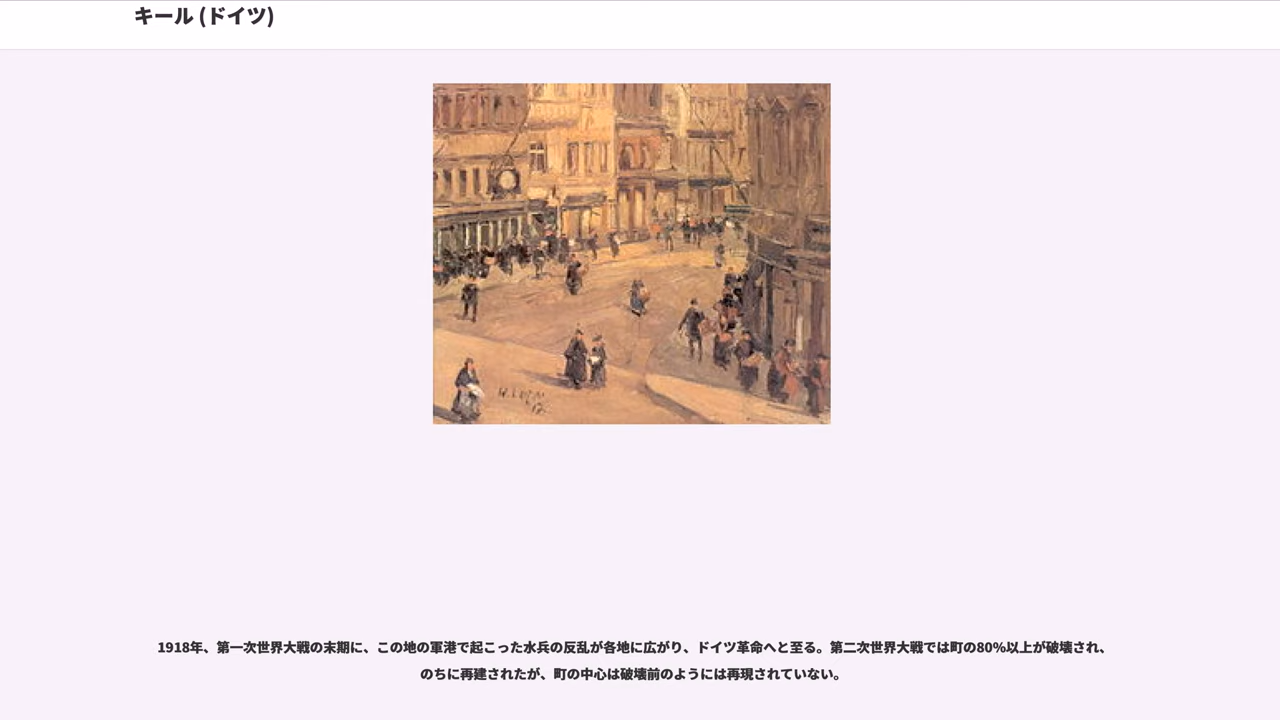 キール (ドイツ)
1918年、第一次世界大戦の末期に、この地の軍港で起こった水兵の反乱が各地に広がり、ドイツ革命へと至る。第二次世界大戦では町の80%以上が破壊され、
のちに再建されたが、町の中心は破壊前のようには再現されていない。